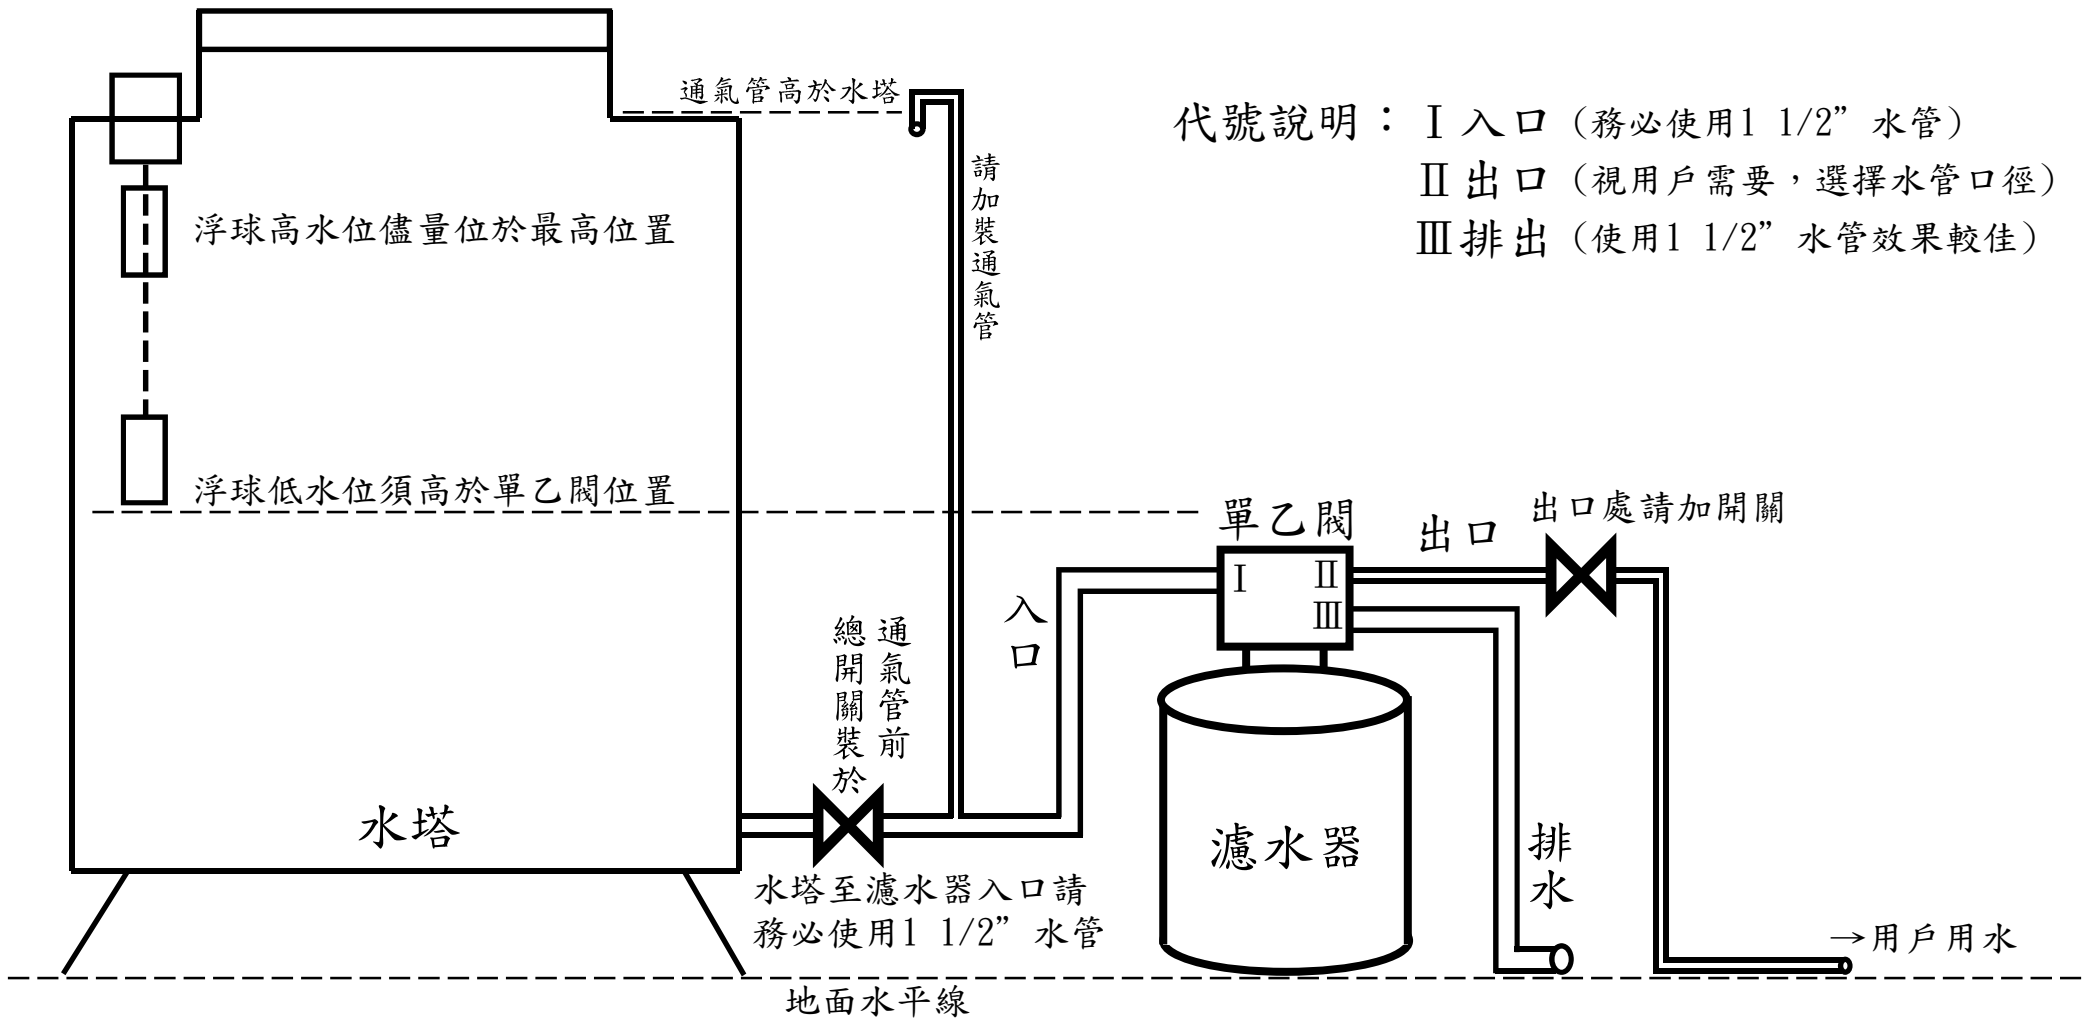 通氣管高於水塔
代號說明：Ⅰ入口（務必使用1 1/2”水管）
Ⅱ出口（視用戶需要，選擇水管口徑）
Ⅲ排出（使用1 1/2”水管效果較佳）
請加裝通氣管
浮球高水位儘量位於最高位置
浮球低水位須高於單乙閥位置
單乙閥
出口
出口處請加開關
Ⅰ
Ⅱ
Ⅲ
入口
通氣管前
總開關裝於
水塔
濾水器
排水
水塔至濾水器入口請
務必使用1 1/2”水管
→用戶用水
地面水平線